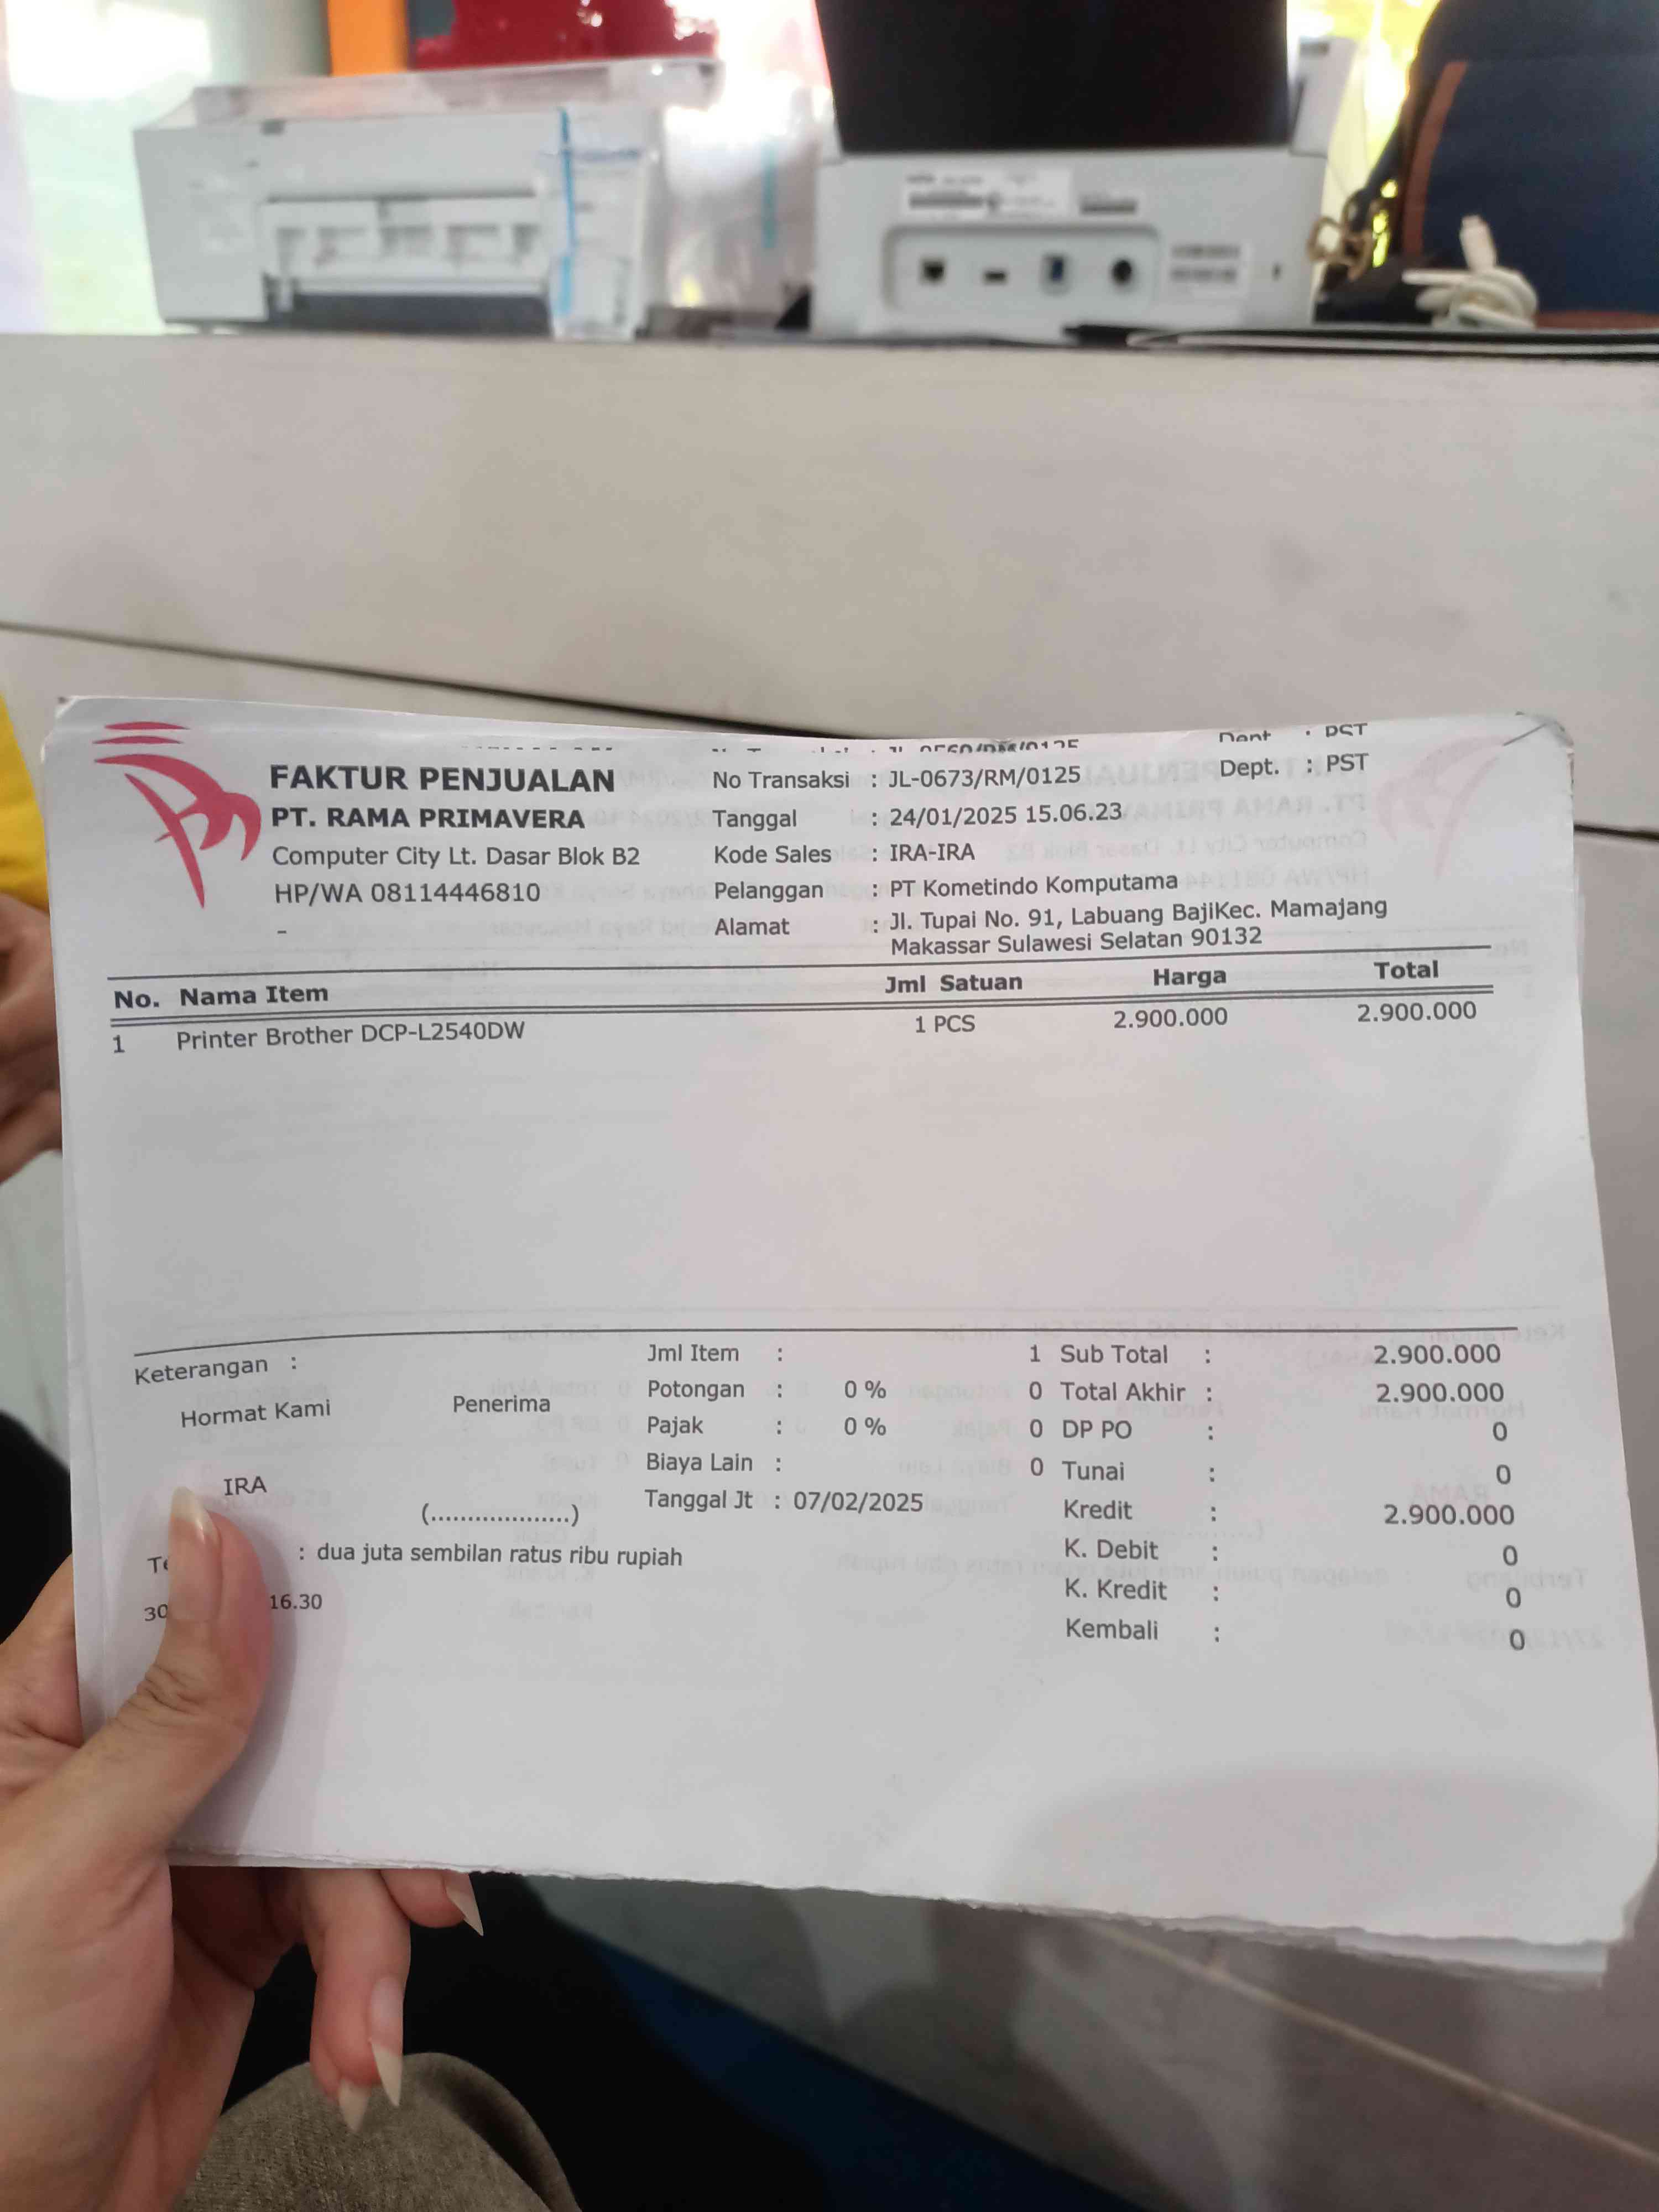 Dept : PST
FAKTUR PENJUALAN
PT. RAMA PRIMAVERA
Computer City Lt. Dasar Blok B2
HP/WA 08114446810
-
No Transaksi : JL-0673/RM/0125
Dept. : PST
Tanggal : 24/01/2025 15.06.23
Kode Sales : IRA-IRA
Pelanggan : PT Kometindo Komputama
Alamat : Jl. Tupai No. 91, Labuang BajiKec. Mamajang
Makassar Sulawesi Selatan 90132
No. Nama Item Jml Satuan Harga Total
1 Printer Brother DCP-L2540DW 1 PCS 2.900.000 2.900.000
Keterangan :
Hormat Kami Penerima
IRA
(...................)
: dua juta sembilan ratus ribu rupiah
30 16.30
Jml Item : 1
Potongan : 0 % 0
Pajak : 0 % 0
Biaya Lain : 0
Tanggal Jt : 07/02/2025
Sub Total : 2.900.000
Total Akhir : 2.900.000
DP PO : 0
Tunai : 0
Kredit : 2.900.000
K. Debit : 0
K. Kredit : 0
Kembali : 0